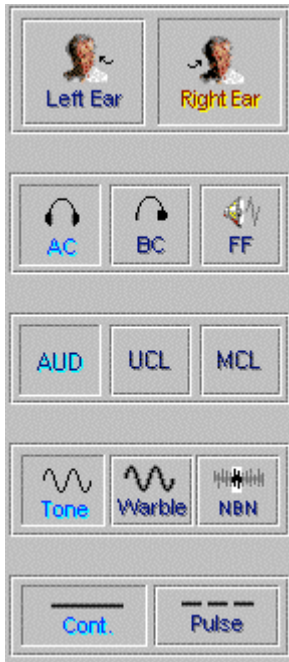 Left Ear Right Ear
AC BC FF
AUD UCL MCL
Tone Warble NBN
Cont. Pulse